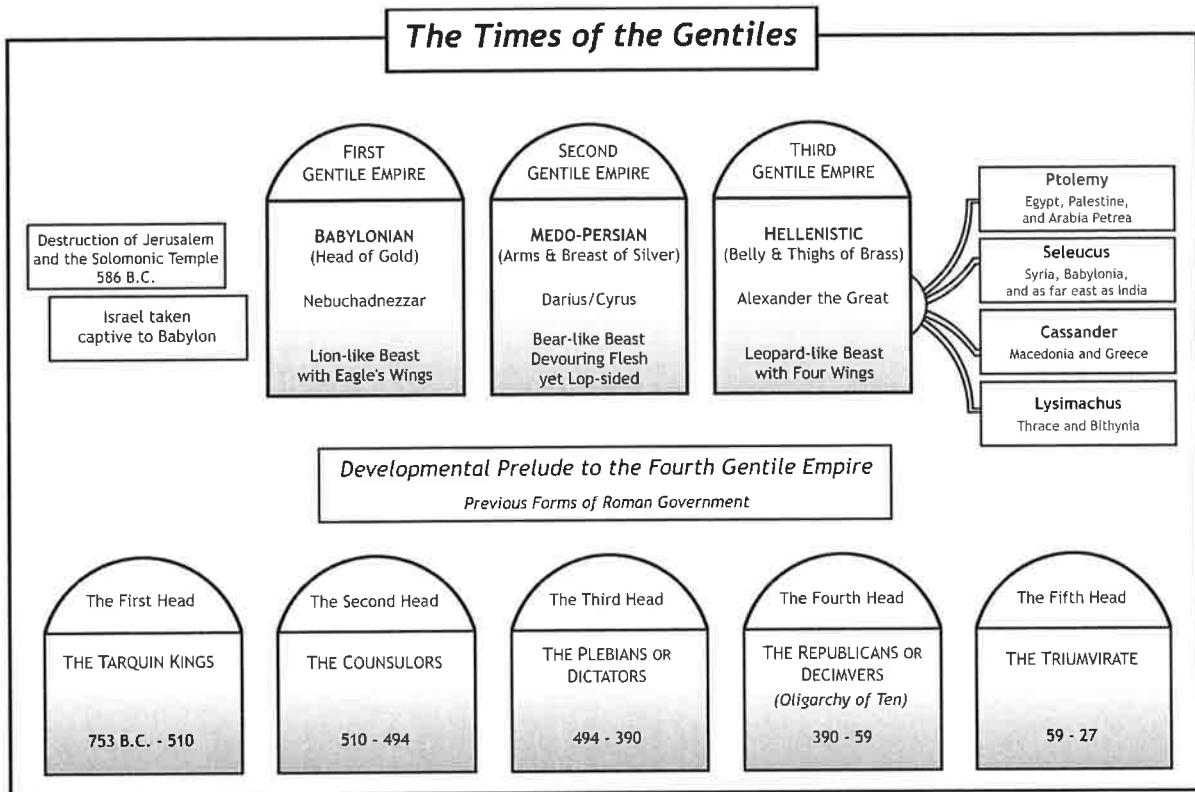 The Times of the Gentiles
Destruction of Jerusalem
and the Solomonic Temple
586 B.C.
Israel taken
captive to Babylon
FIRST
GENTILE EMPIRE
BABYLONIAN
(Head of Gold)
Nebuchadnezzar
Lion-like Beast
with Eagle's Wings
SECOND
GENTILE EMPIRE
MEDO-PERSIAN
(Arms & Breast of Silver)
Darius/Cyrus
Bear-like Beast
Devouring Flesh
yet Lop-sided
THIRD
GENTILE EMPIRE
HELLENISTIC
(Belly & Thighs of Brass)
Alexander the Great
Leopard-like Beast
with Four Wings
Ptolemy
Egypt, Palestine,
and Arabia Petrea
Seleucus
Syria, Babylonia,
and as far east as India
Cassander
Macedonia and Greece
Lysimachus
Thrace and Bithynia
Developmental Prelude to the Fourth Gentile Empire
Previous Forms of Roman Government
The First Head
THE TARQUIN KINGS
753 B.C. - 510
The Second Head
THE COUNSULORS
510 - 494
The Third Head
THE PLEBIANS OR
DICTATORS
494 - 390
The Fourth Head
THE REPUBLICANS OR
DECIMVERS
(Oligarchy of Ten)
390 - 59
The Fifth Head
THE TRIUMVIRATE
59 - 27